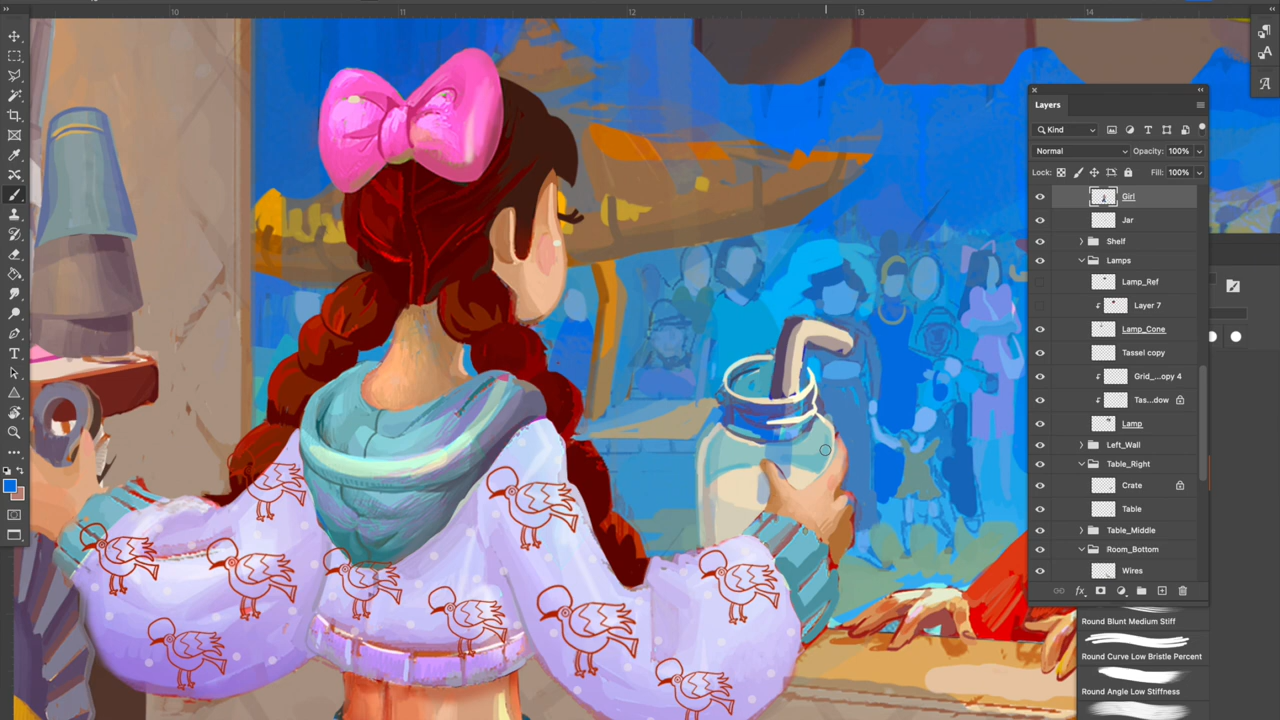 10
11
12
13
14
Layers
Kind
Normal
Opacity: 100%
Lock:
Fill: 100%
Girl
Jar
Shelf
Lamps
Lamp_Ref
Layer 7
Lamp_Cone
Tassel copy
Grid_...opy 4
Tas...dow
Lamp
Left_Wall
Table_Right
Crate
Table
Table_Middle
Room_Bottom
Wires
fx
Round Blunt Medium Stiff
Round Curve Low Bristle Percent
Round Angle Low Stiffness